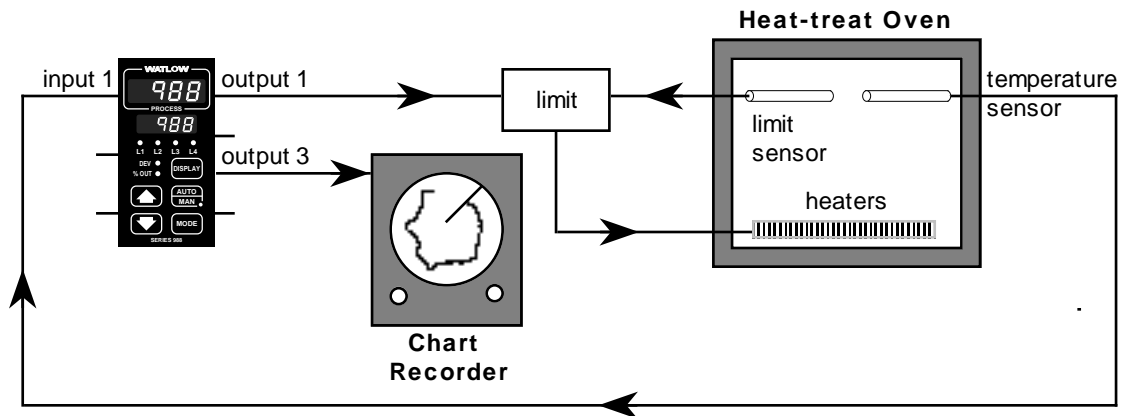 Heat-treat Oven
input 1
WATLOW
988
PROCESS
988
L1 L2 L3 L4
DEV
% OUT
DISPLAY
AUTO
MAN
MODE
SERIES 988
output 1
output 3
limit
limit
sensor
heaters
temperature
sensor
Chart
Recorder